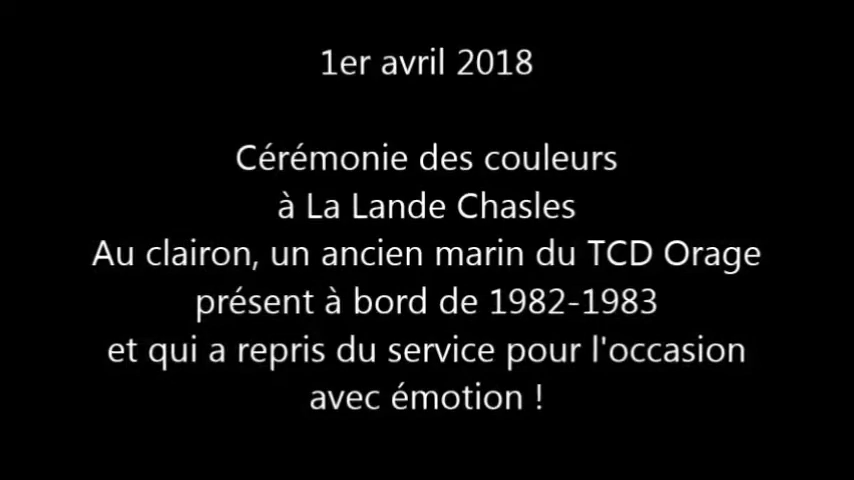 1er avril 2018
Cérémonie des couleurs
à La Lande Chasles
Au clairon, un ancien marin du TCD Orage
présent à bord de 1982-1983
et qui a repris du service pour l'occasion
avec émotion !